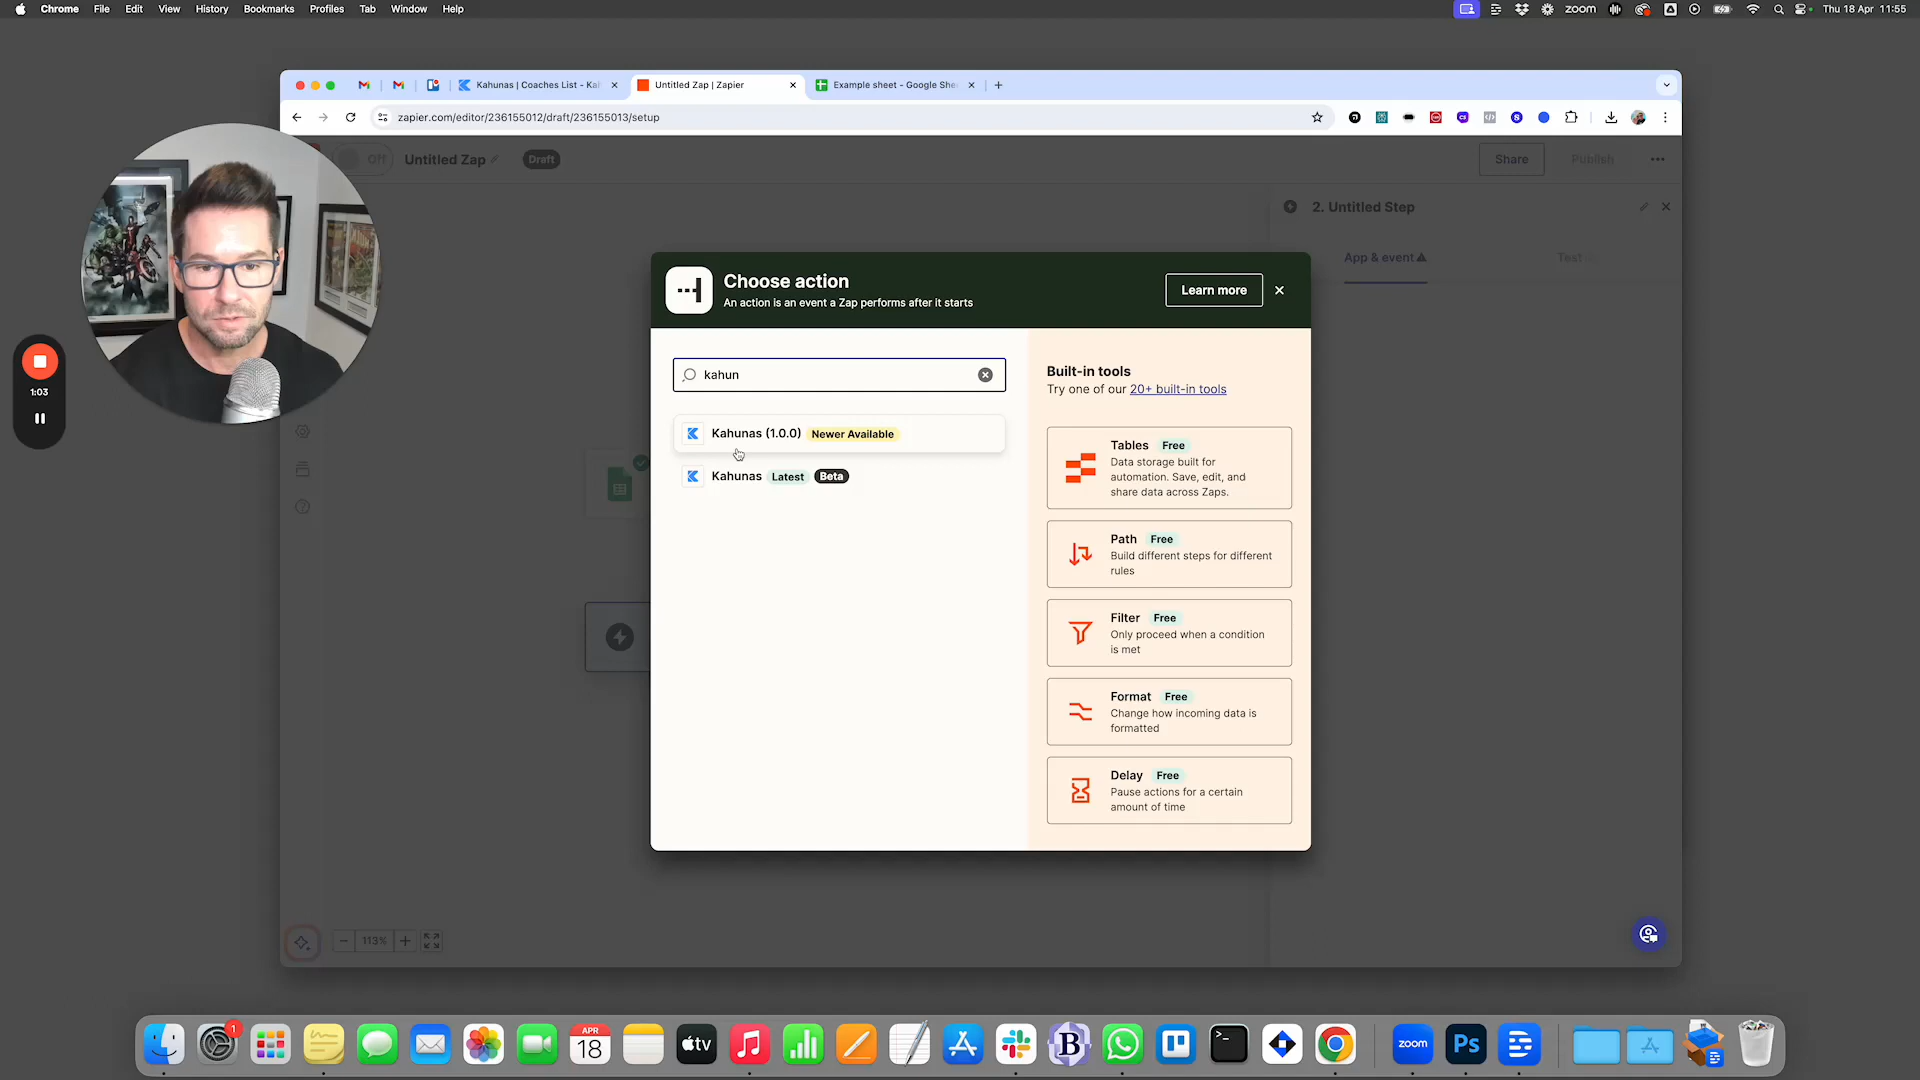 Chrome File Edit View History Bookmarks Profiles Tab Window Help
zoom
Thu 18 Apr 11:55
Kahunas | Coaches List - Kah
Untitled Zap | Zapier
Example sheet - Google She
zapier.com/editor/236155012/draft/236155013/setup
Off
Untitled Zap
Draft
Share
Publish
2. Untitled Step
App & event
Test
Choose action
An action is an event a Zap performs after it starts
Learn more
kahun
Kahunas (1.0.0) Newer Available
Kahunas Latest Beta
Built-in tools
Try one of our 20+ built-in tools
Tables Free
Data storage built for
automation. Save, edit, and
share data across Zaps.
Path Free
Build different steps for different
rules
Filter Free
Only proceed when a condition
is met
Format Free
Change how incoming data is
formatted
Delay Free
Pause actions for a certain
amount of time
1:03
113%
1
APR
18
tv
B
zoom
Ps